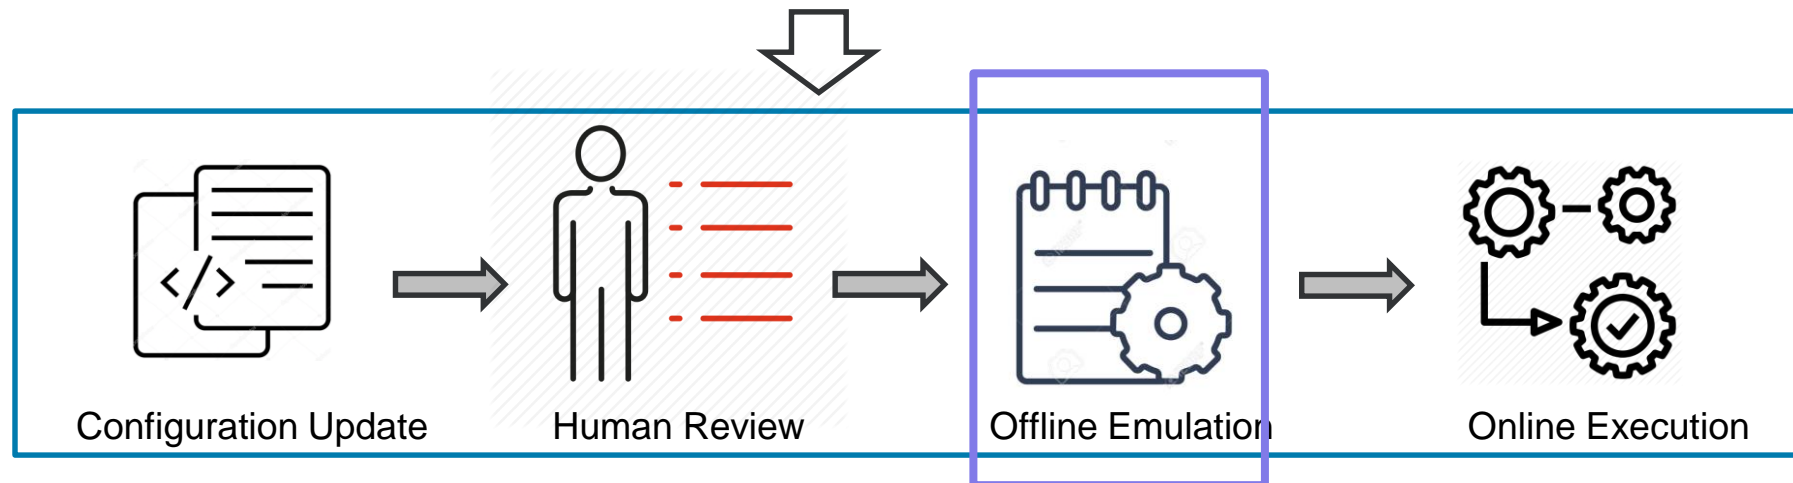 Configuration Update
Human Review
Offline Emulation
Online Execution